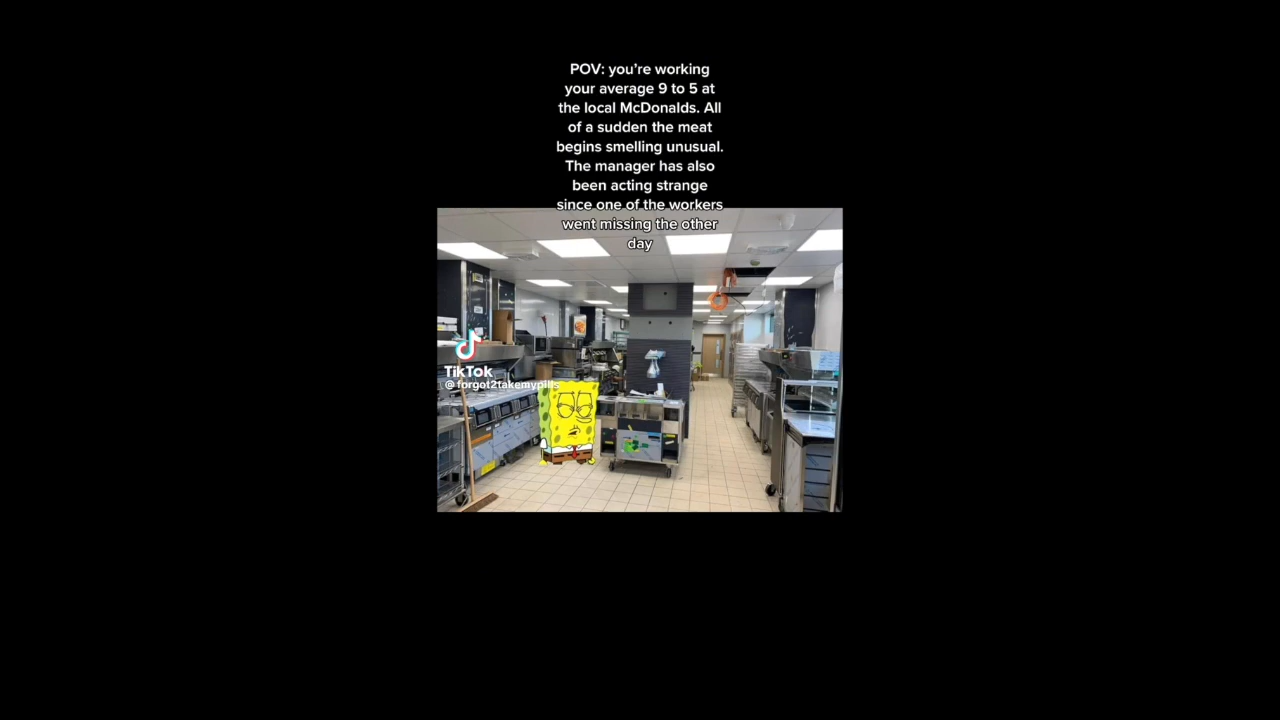 POV: you’re working
your average 9 to 5 at
the local McDonalds. All
of a sudden the meat
begins smelling unusual.
The manager has also
been acting strange
since one of the workers
went missing the other
day
TikTok
@forgot2takemypills